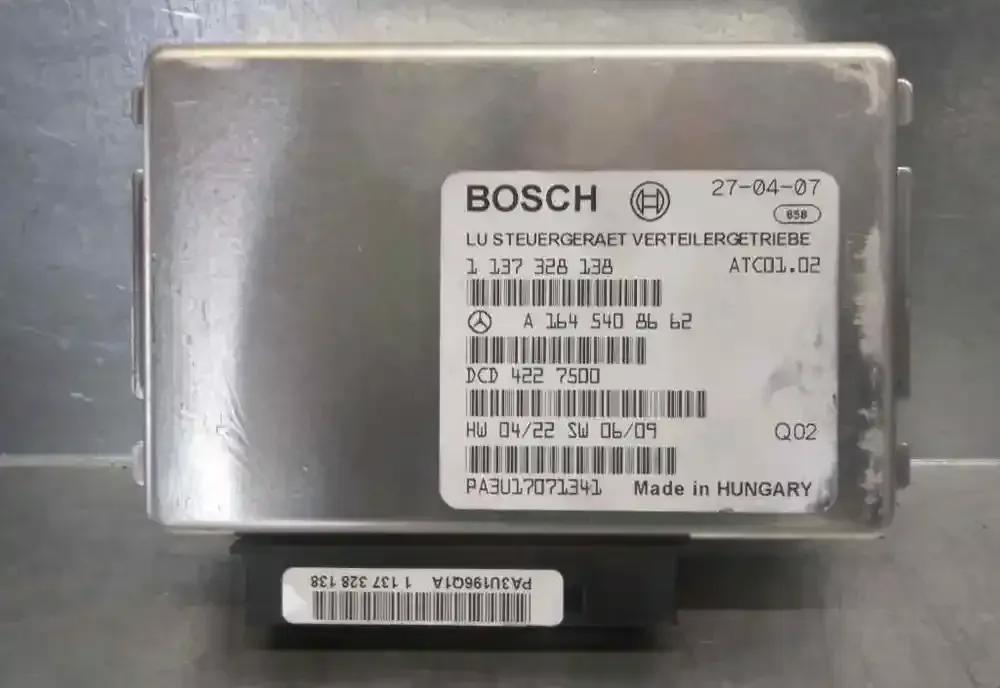 BOSCH 27-04-07
658
LU STEUERGERAET VERTEILERGETRIEBE
1 137 328 138 ATC01.02
A 164 540 86 62
DCD 422 7500
HW 04/22 SW 06/09 Q02
PA3U17071341 Made in HUNGARY
PA3U196Q1A 1 137 328 138